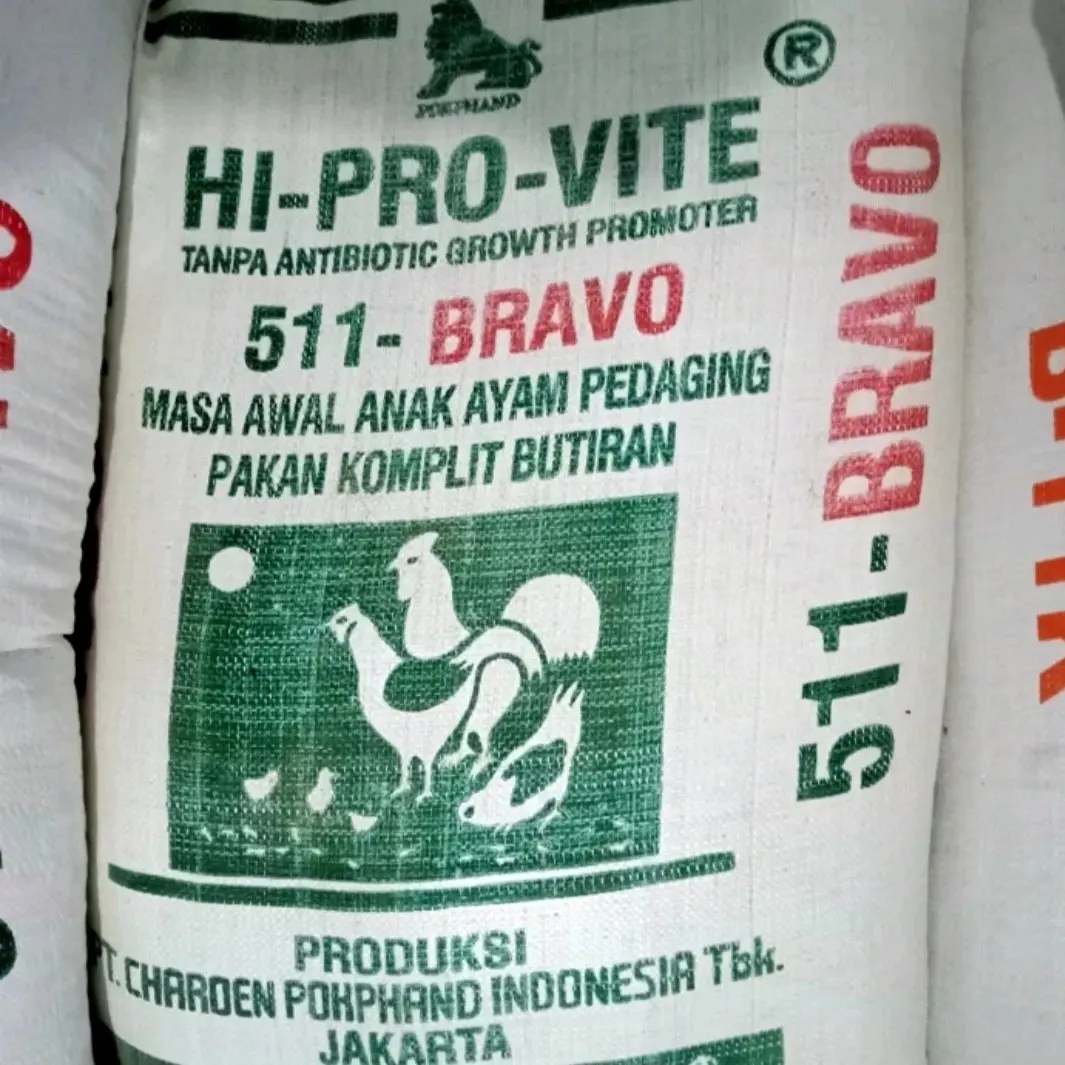 POKPHAND
®
HI-PRO-VITE
TANPA ANTIBIOTIC GROWTH PROMOTER
511- BRAVO
MASA AWAL ANAK AYAM PEDAGING
PAKAN KOMPLIT BUTIRAN
PRODUKSI
PT. CHAROEN POKPHAND INDONESIA Tbk.
JAKARTA
511-BRAVO